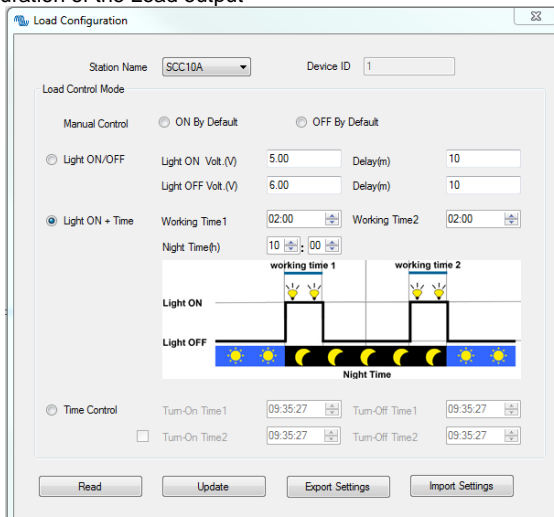 uration of the Load output
Load Configuration
Station Name SCC10A Device ID 1
Load Control Mode
Manual Control ON By Default OFF By Default
Light ON/OFF Light ON Volt.(V) 5.00 Delay(m) 10
Light OFF Volt.(V) 6.00 Delay(m) 10
Light ON + Time Working Time1 02:00 Working Time2 02:00
Night Time(h) 10 : 00
working time 1 working time 2
Light ON
Light OFF
Night Time
Time Control Turn-On Time1 09:35:27 Turn-Off Time1 09:35:27
Turn-On Time2 09:35:27 Turn-Off Time2 09:35:27
Read Update Export Settings Import Settings